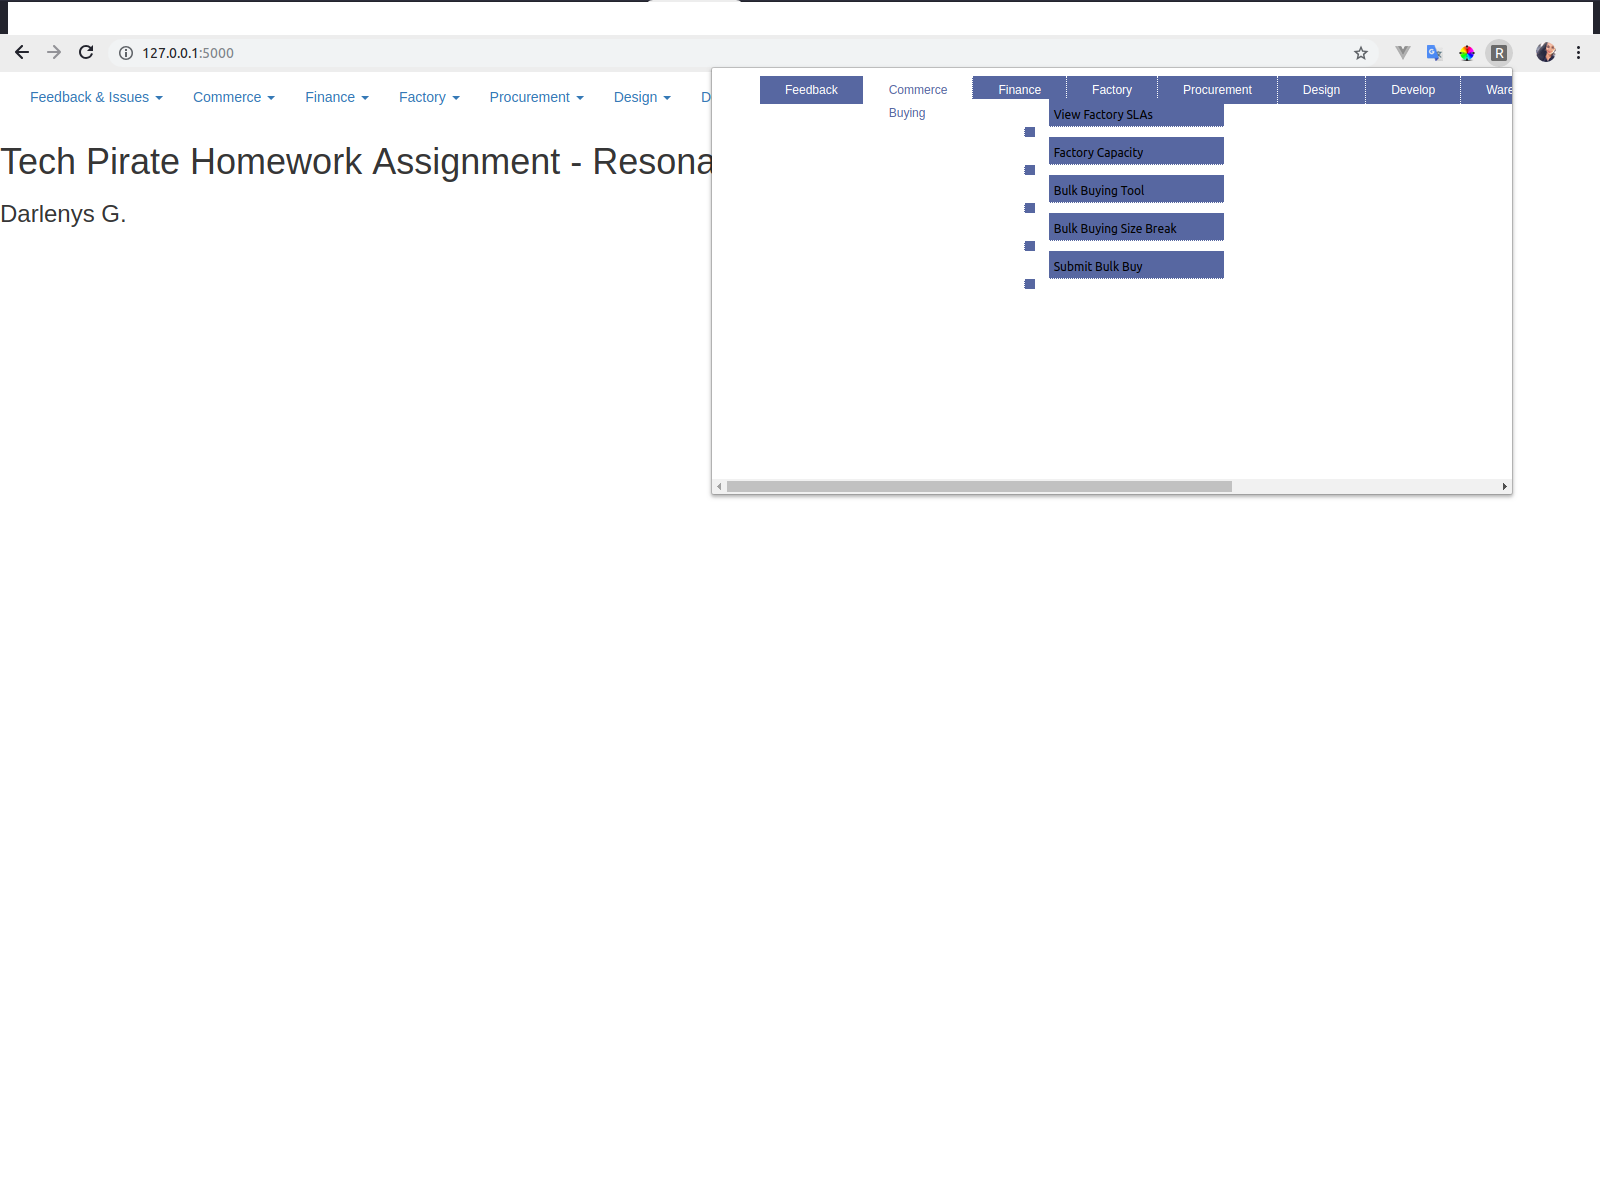 127.0.0.1:5000
R
Feedback & Issues Commerce Finance Factory Procurement Design D
Tech Pirate Homework Assignment - Resona
Darlenys G.
Feedback Commerce Finance Factory Procurement Design Develop Ware
Buying
View Factory SLAs
Factory Capacity
Bulk Buying Tool
Bulk Buying Size Break
Submit Bulk Buy